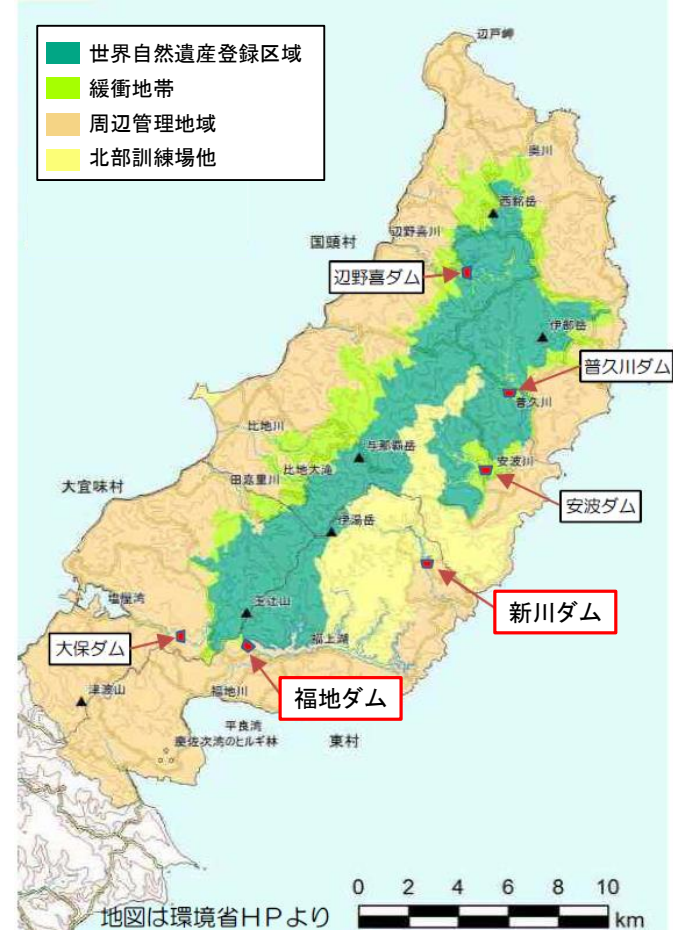 世界自然遺産登録区域
緩衝地帯
周辺管理地域
北部訓練場他
辺戸岬
奥川
西銘岳
辺野喜川
国頭村
辺野喜ダム
伊部岳
普久川ダム
普久川
比地川
与那覇岳
安波川
田嘉里川
比地大滝
大宜味村
安波ダム
伊湯岳
塩屋湾
玉辻山
新川ダム
大保ダム
福上湖
津波山
福地川
福地ダム
平良湾
慶佐次湾のヒルギ林
東村
0 2 4 6 8 10
km
地図は環境省HPより